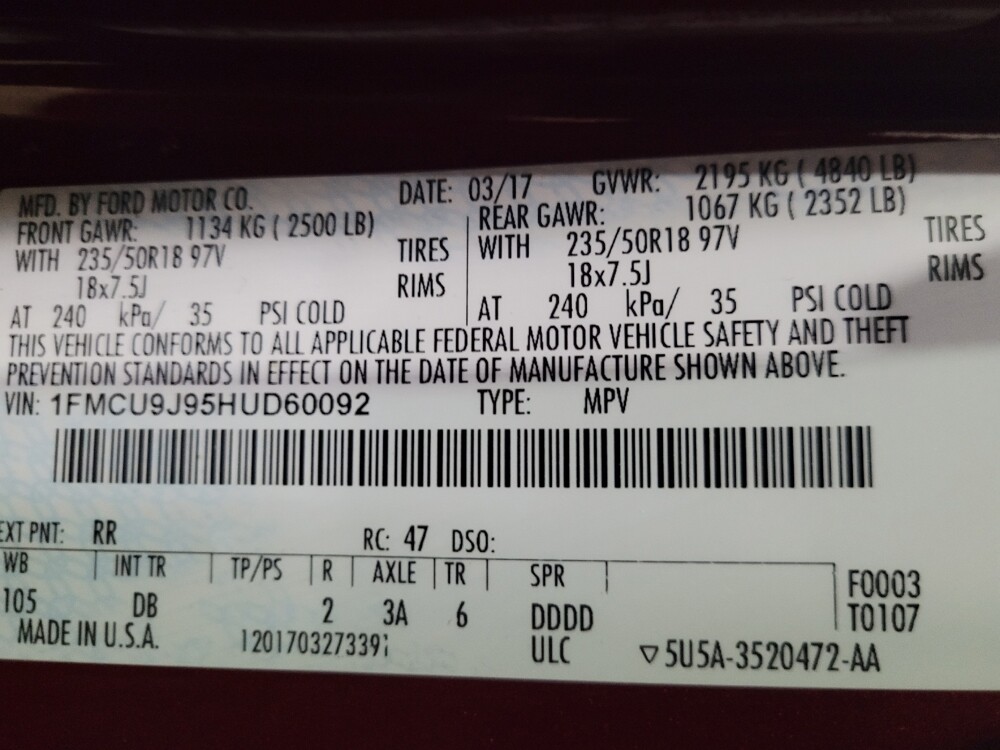 MFD. BY FORD MOTOR CO. DATE: 03/17 GVWR: 2195 KG ( 4840 LB)
FRONT GAWR: 1134 KG ( 2500 LB) REAR GAWR: 1067 KG ( 2352 LB)
WITH 235/50R18 97V TIRES WITH 235/50R18 97V TIRES
18x7.5J RIMS 18x7.5J RIMS
AT 240 kPa/ 35 PSI COLD AT 240 kPa/ 35 PSI COLD
THIS VEHICLE CONFORMS TO ALL APPLICABLE FEDERAL MOTOR VEHICLE SAFETY AND THEFT
PREVENTION STANDARDS IN EFFECT ON THE DATE OF MANUFACTURE SHOWN ABOVE.
VIN: 1FMCU9J95HUD60092 TYPE: MPV
EXT PNT: RR RC: 47 DSO:
WB INT TR TP/PS R AXLE TR SPR F0003
105 DB 2 3A 6 DDDD T0107
MADE IN U.S.A. 120170327339 ULC ▽5U5A-3520472-AA